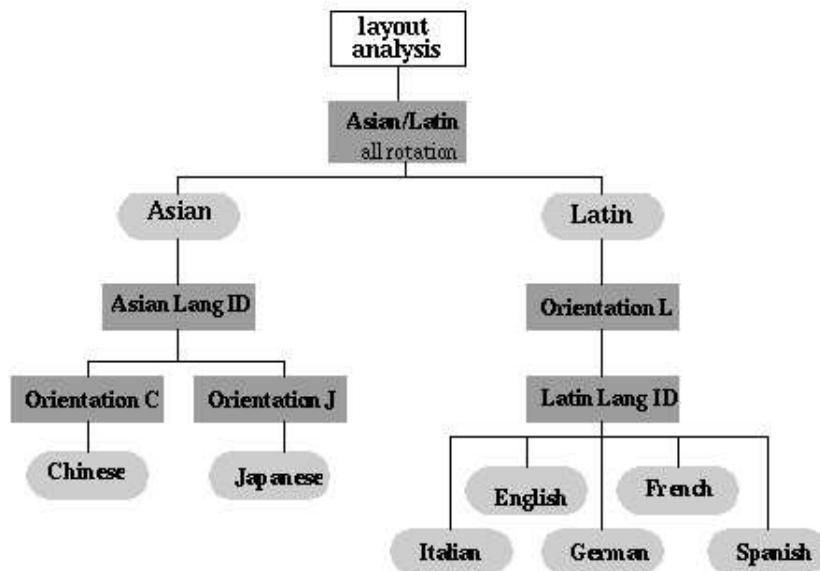 layout
analysis
Asian/Latin
all rotation
Asian
Latin
Asian Lang ID
Orientation L
Orientation C
Orientation J
Latin Lang ID
Chinese
Japanese
English
French
Italian
German
Spanish